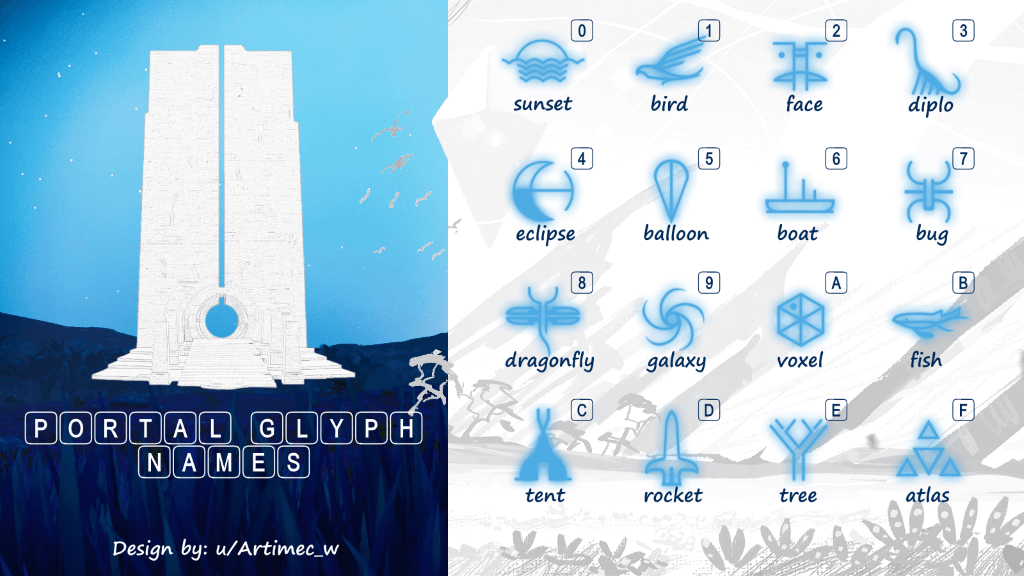 PORTAL GLYPH
NAMES
Design by: u/Artimec_w
0
sunset
1
bird
2
face
3
diplo
4
eclipse
5
balloon
6
boat
7
bug
8
dragonfly
9
galaxy
A
voxel
B
fish
C
tent
D
rocket
E
tree
F
atlas